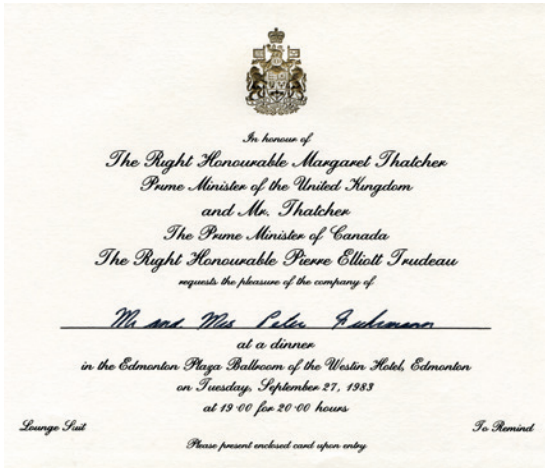 In honour of
The Right Honourable Margaret Thatcher
Prime Minister of the United Kingdom
and Mr. Thatcher
The Prime Minister of Canada
The Right Honourable Pierre Elliott Trudeau
requests the pleasure of the company of
Mr and Mrs Peter Fuhrmann
at a dinner
in the Edmonton Plaza Ballroom of the Westin Hotel, Edmonton
on Tuesday, September 27, 1983
at 19 00 for 20 00 hours
Lounge Suit To Remind
Please present enclosed card upon entry